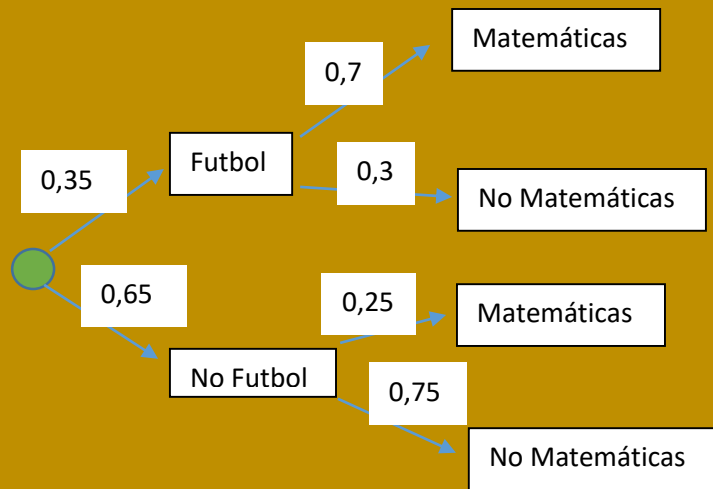 Matemáticas
0,7
Futbol
0,3
0,35
No Matemáticas
0,65
0,25
Matemáticas
No Futbol
0,75
No Matemáticas